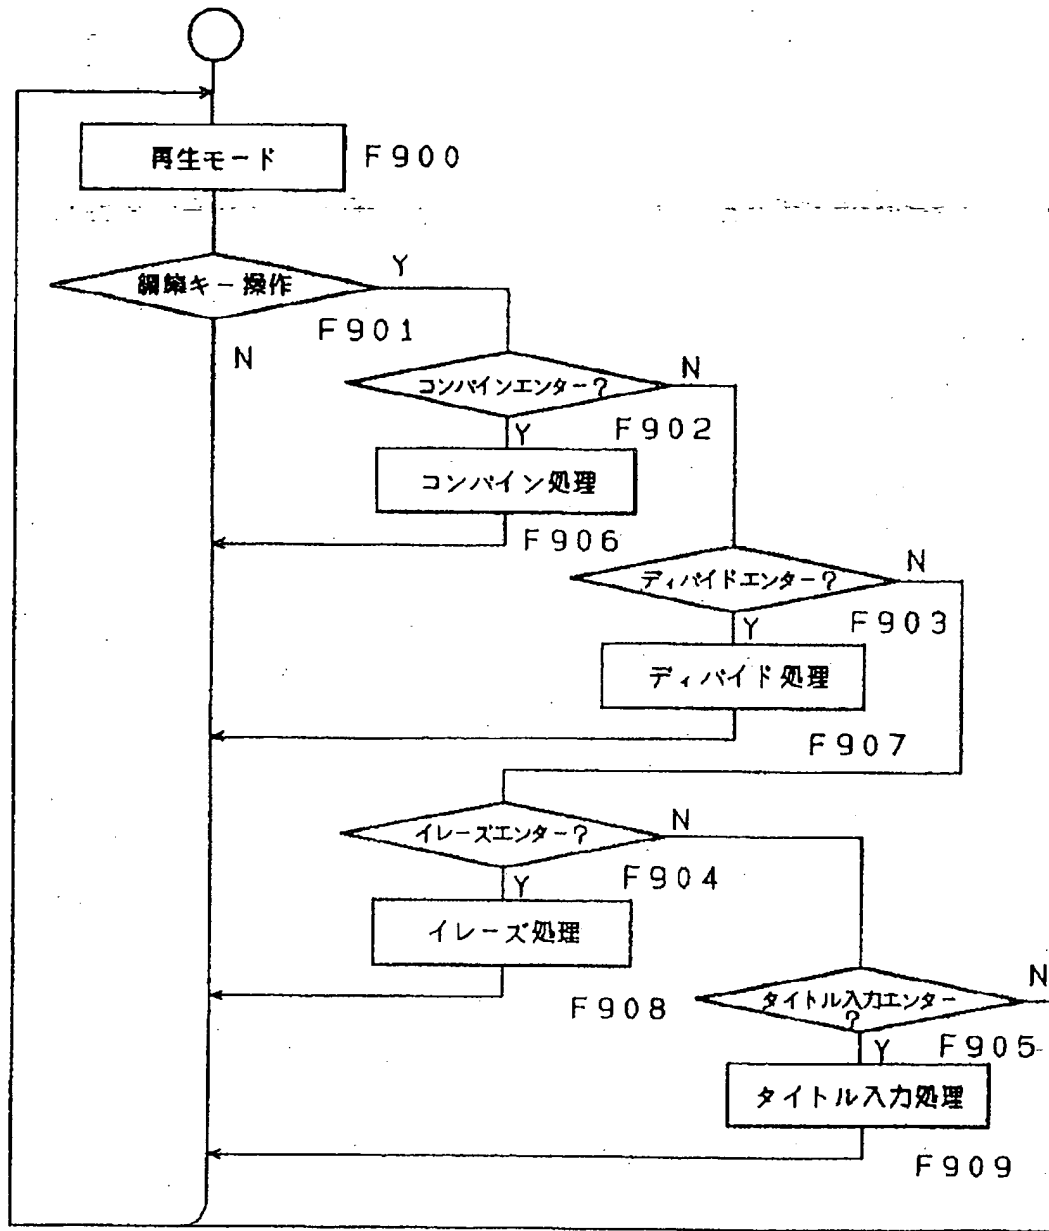 再生モード
F900
編集キー操作
Y
F901
N
コンバインエンター？
N
F902
Y
コンバイン処理
F906
ディバイドエンター？
N
F903
Y
ディバイド処理
F907
イレーズエンター？
N
F904
Y
イレーズ処理
F908
タイトル入力エンター
？
N
F905
Y
タイトル入力処理
F909